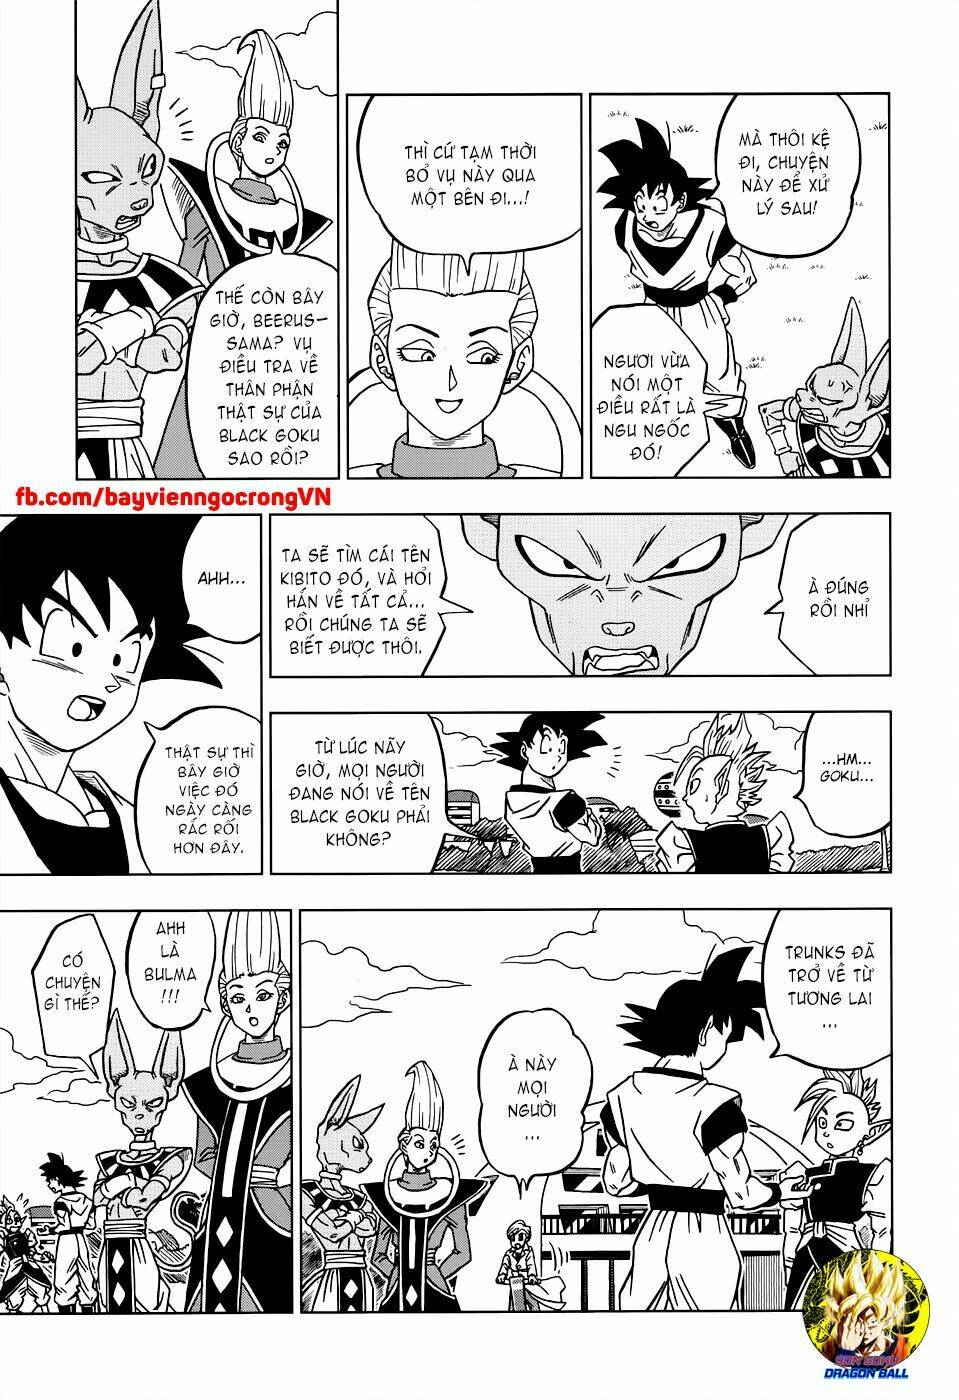 MÀ THÔI KỆ
ĐI, CHUYỆN
NÀY ĐỂ XỬ
LÝ SAU!
NGƯƠI VỪA
NÓI MỘT
ĐIỀU RẤT LÀ
NGU NGỐC
ĐÓ!
THÌ CỨ TẠM THỜI
BỎ VỤ NÀY QUA
MỘT BÊN ĐI...!
THẾ CÒN BÂY
GIỜ, BEERUS-
SAMA? VỤ
ĐIỀU TRA VỀ
THÂN PHẬN
THẬT SỰ CỦA
BLACK GOKU
SAO RỒI?
fb.com/bayvienngocrongVN
À ĐÚNG
RỒI NHỈ
TA SẼ TÌM CÁI TÊN
KIBITO ĐÓ, VÀ HỎI
HẮN VỀ TẤT CẢ...
RỒI CHÚNG TA SẼ
BIẾT ĐƯỢC THÔI.
AHH...
THẬT SỰ THÌ
BÂY GIỜ
VIỆC ĐÓ
NGÀY CÀNG
RẮC RỐI
HƠN ĐÂY.
...HM...
GOKU...
TỪ LÚC NÃY
GIỜ, MỌI NGƯỜI
ĐANG NÓI VỀ TÊN
BLACK GOKU PHẢI
KHÔNG?
TRUNKS ĐÃ
TRỞ VỀ TỪ
TƯƠNG LAI
...
À NÀY
MỌI
NGƯỜI
...
AHH
LÀ
BULMA
!!!
CÓ
CHUYỆN
GÌ THẾ?
SON GOKU
DRAGON BALL